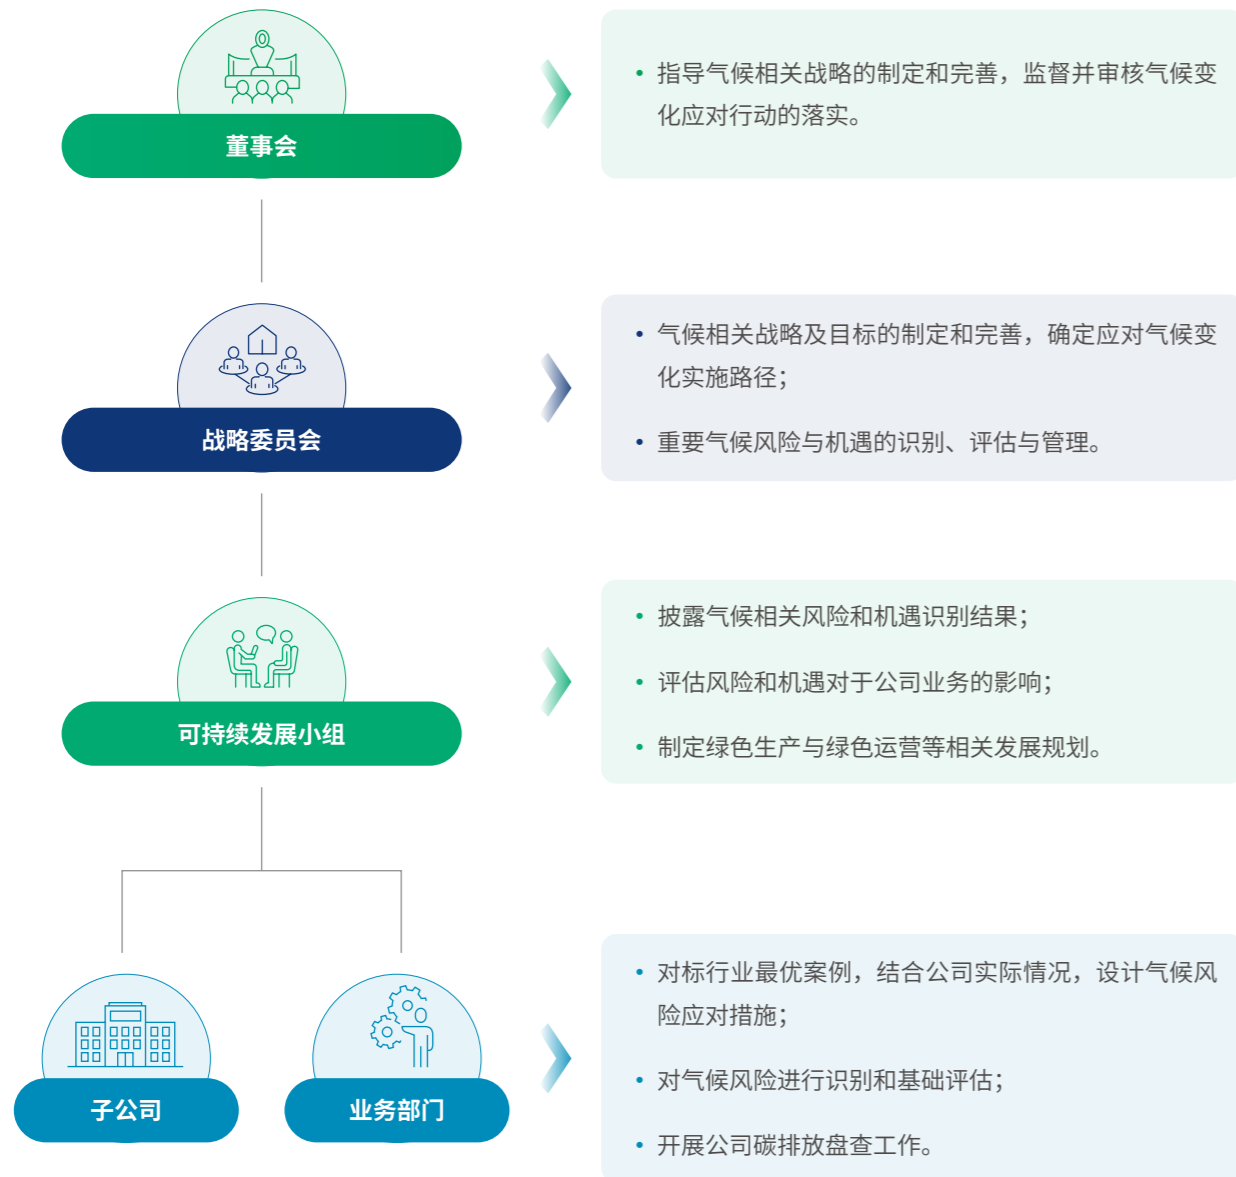 董事会
• 指导气候相关战略的制定和完善，监督并审核气候变
化应对行动的落实。
战略委员会
• 气候相关战略及目标的制定和完善，确定应对气候变
化实施路径；
• 重要气候风险与机遇的识别、评估与管理。
可持续发展小组
• 披露气候相关风险和机遇识别结果；
• 评估风险和机遇对于公司业务的影响；
• 制定绿色生产与绿色运营等相关发展规划。
子公司
业务部门
• 对标行业最优案例，结合公司实际情况，设计气候风
险应对措施；
• 对气候风险进行识别和基础评估；
• 开展公司碳排放盘查工作。